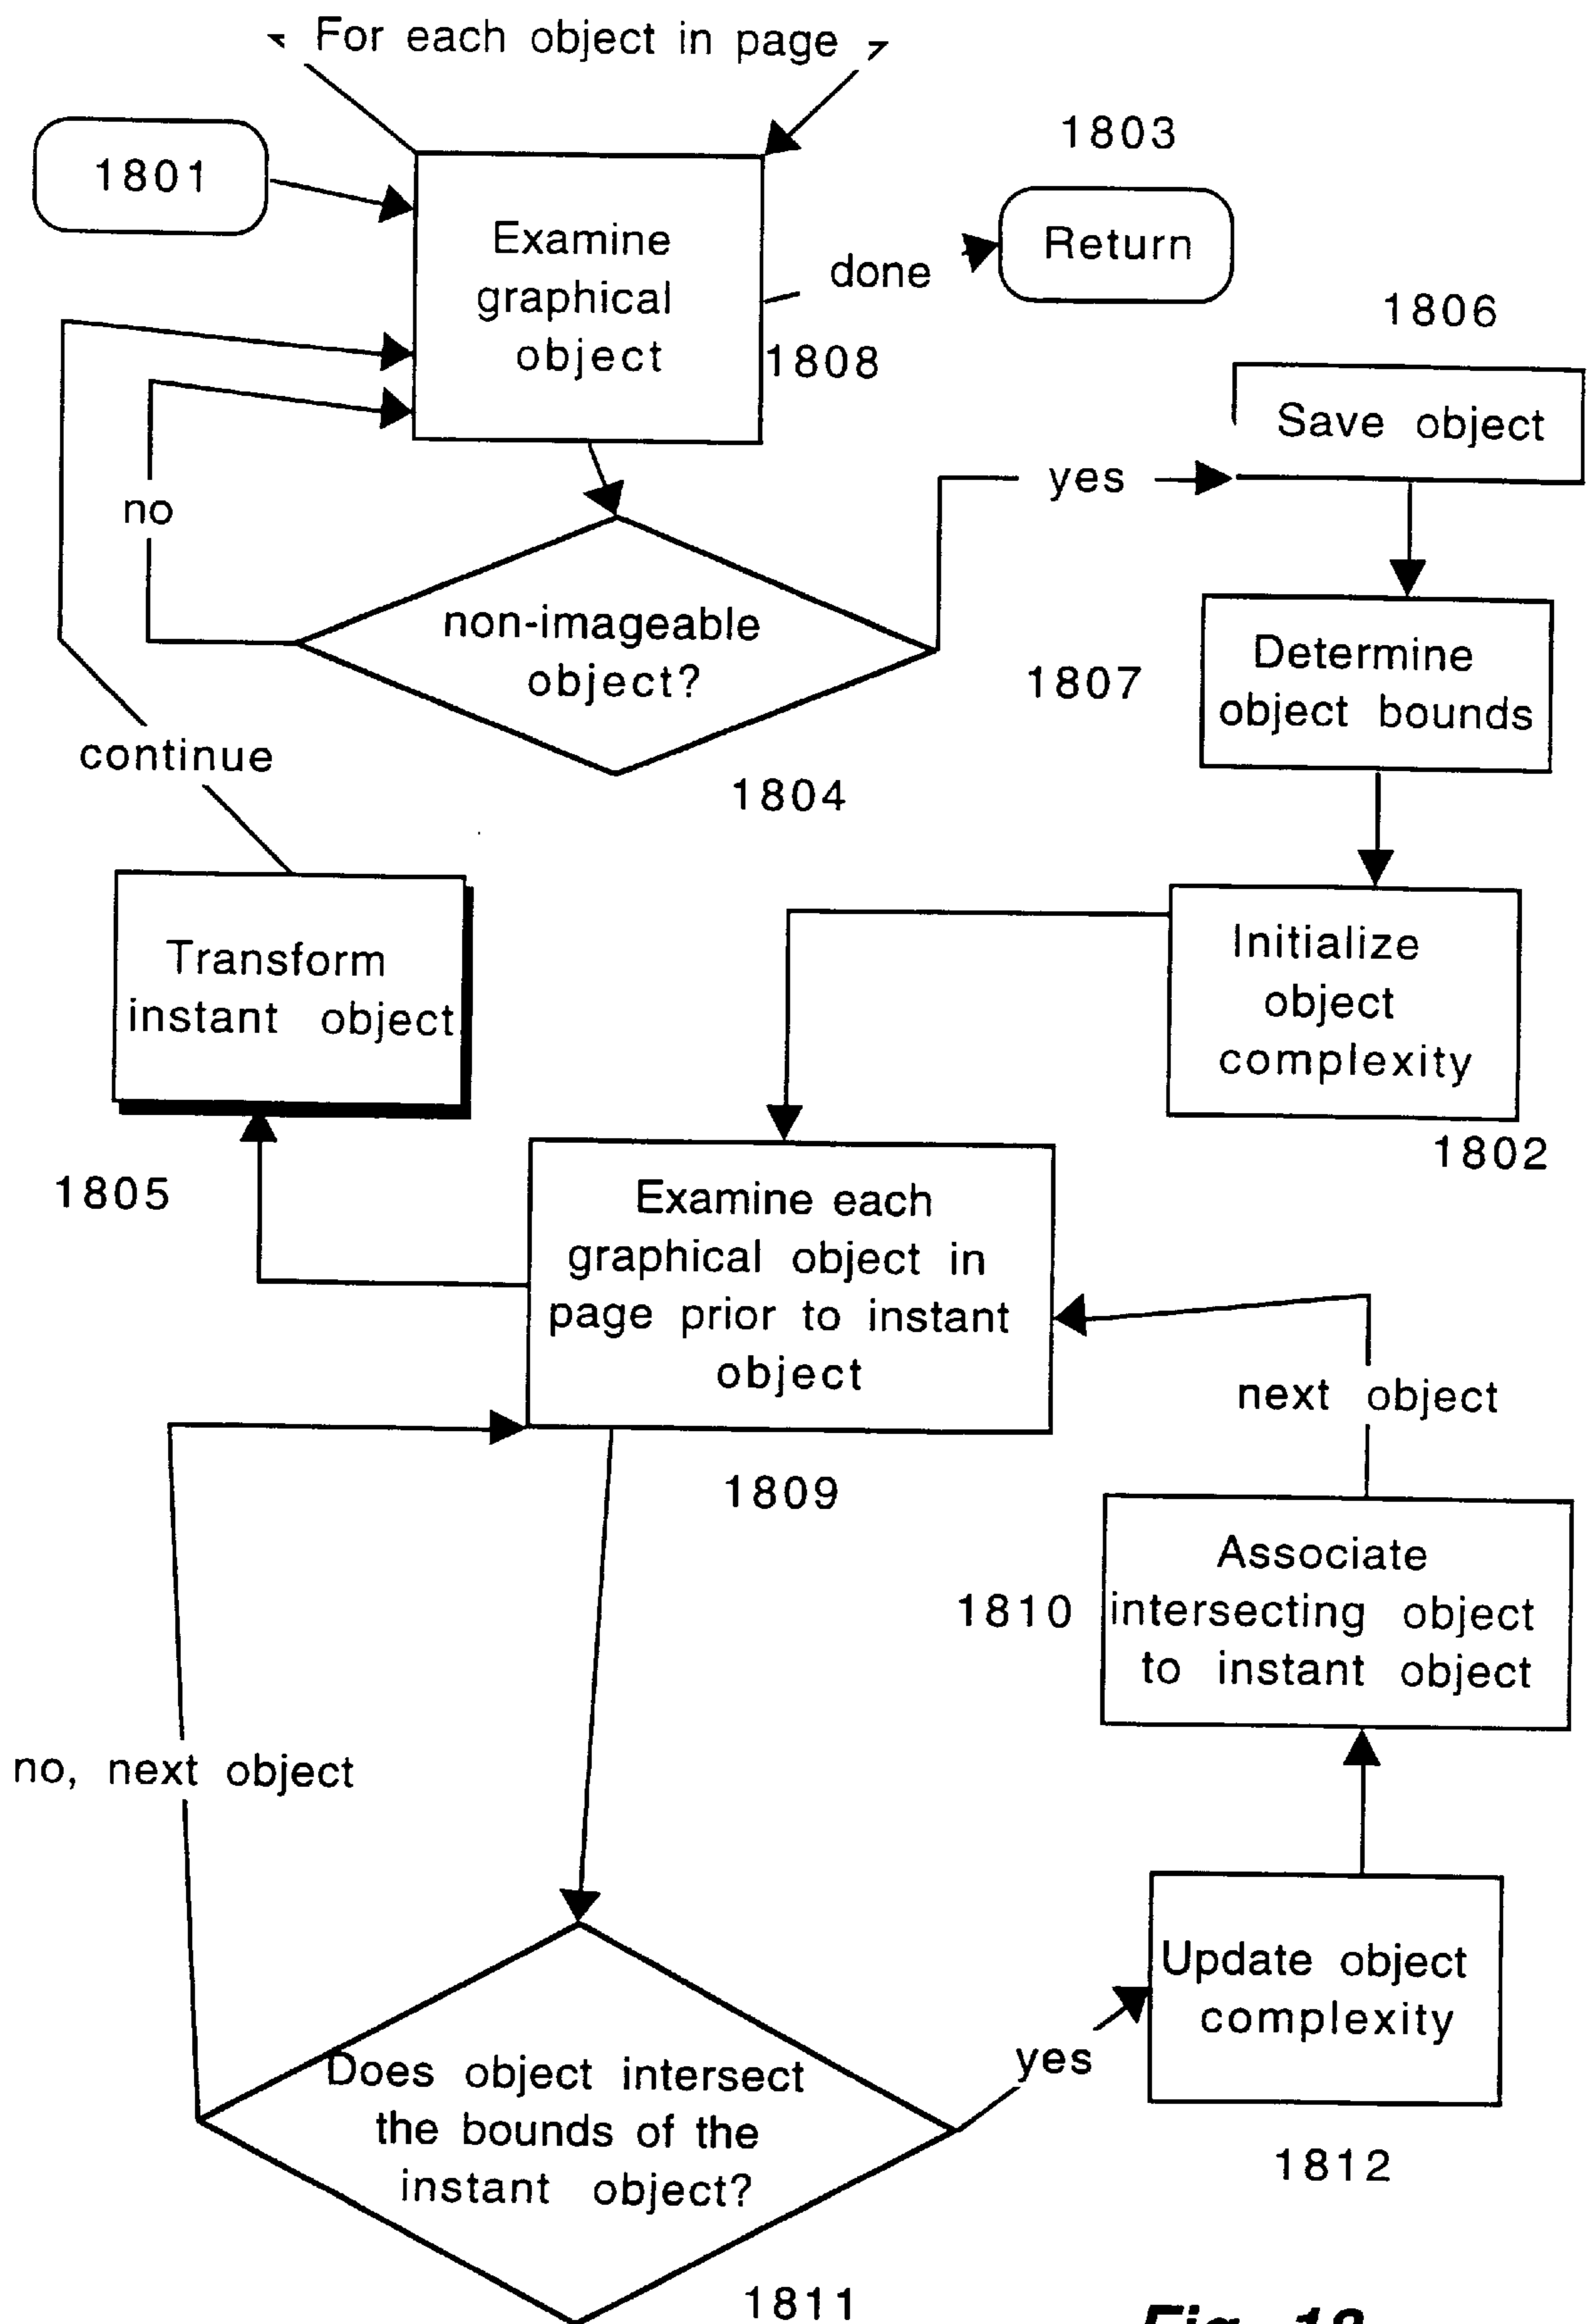 For each object in page
1801
1803
Examine
graphical
object
done
Return
1808
1806
Save object
yes
no
non-imageable
object?
1807
Determine
object bounds
continue
1804
Transform
instant object
Initialize
object
complexity
1802
1805
Examine each
graphical object in
page prior to instant
object
next object
1809
Associate
1810
intersecting object
to instant object
no, next object
Update object
complexity
yes
Does object intersect
the bounds of the
instant object?
1812
1811
Fig.